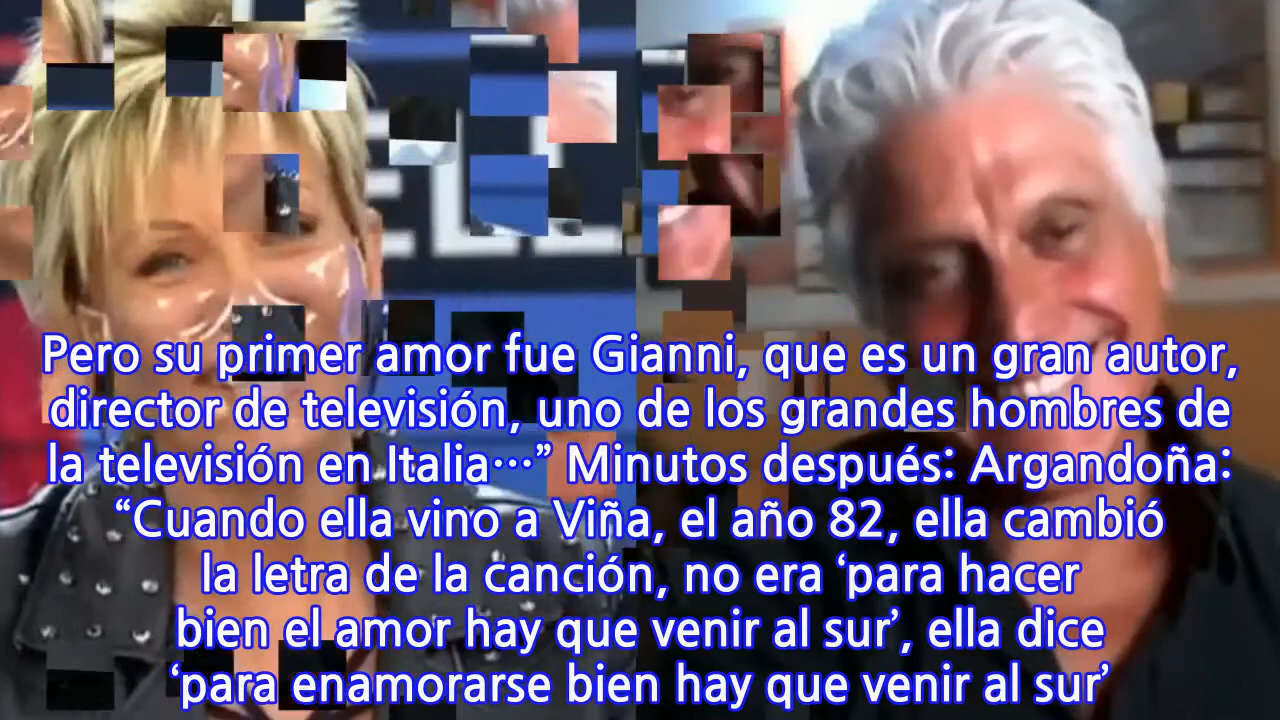 ELL
Pero su primer amor fue Gianni, que es un gran autor,
director de televisión, uno de los grandes hombres de
la televisión en Italia…” Minutos después: Argandoña:
“Cuando ella vino a Viña, el año 82, ella cambió
la letra de la canción, no era ‘para hacer
bien el amor hay que venir al sur’, ella dice
‘para enamorarse bien hay que venir al sur’